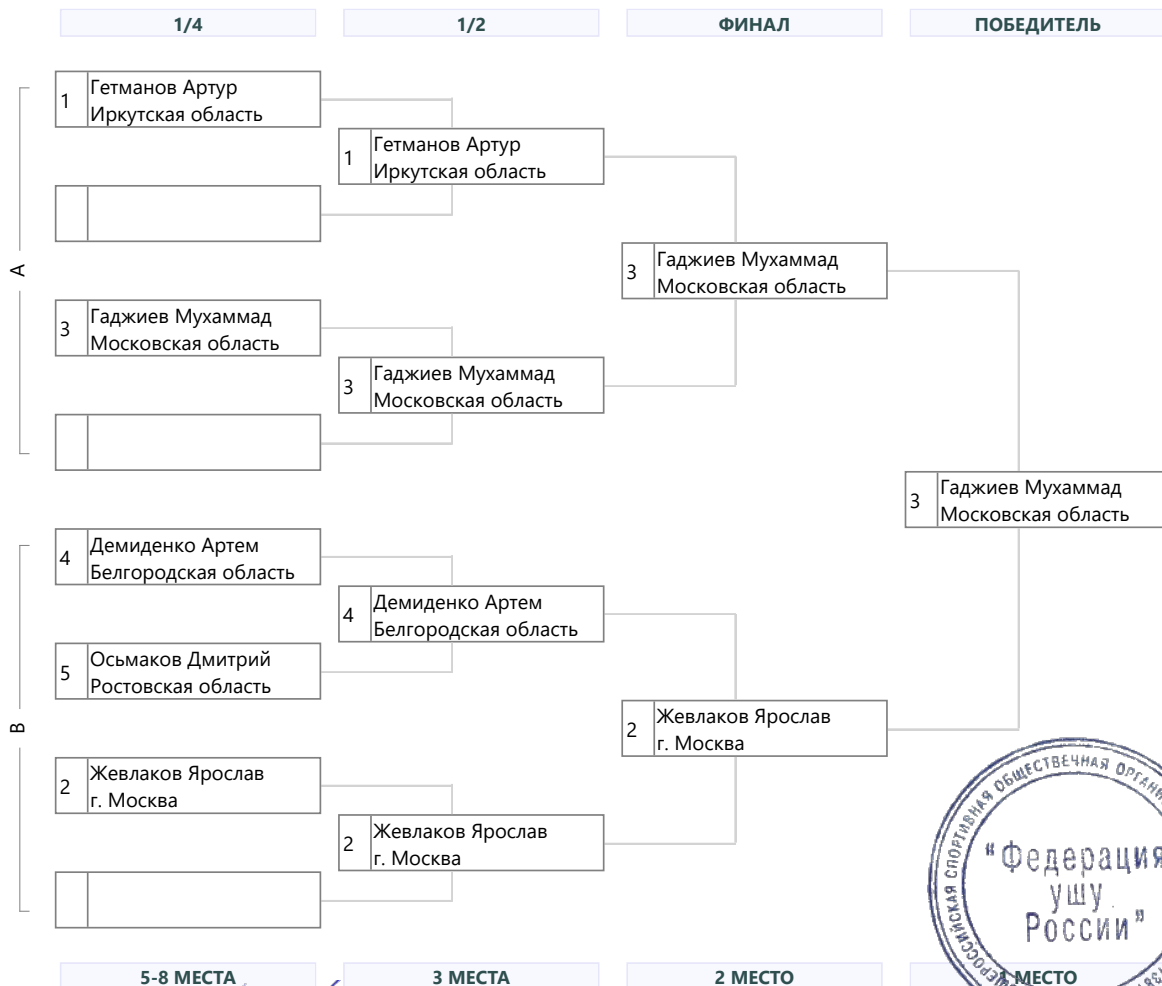 1/4
1/2
ФИНАЛ
ПОБЕДИТЕЛЬ
A
1
Гетманов Артур
Иркутская область
1
Гетманов Артур
Иркутская область
3
Гаджиев Мухаммад
Московская область
3
Гаджиев Мухаммад
Московская область
3
Гаджиев Мухаммад
Московская область
3
Гаджиев Мухаммад
Московская область
B
4
Демиденко Артем
Белгородская область
4
Демиденко Артем
Белгородская область
5
Осьмаков Дмитрий
Ростовская область
2
Жевлаков Ярослав
г. Москва
2
Жевлаков Ярослав
г. Москва
2
Жевлаков Ярослав
г. Москва
СПОРТИВНАЯ ОБЩЕСТВЕЧНАЯ
"Федерация
ушу
России"
5-8 МЕСТА
3 МЕСТА
2 МЕСТО
МЕСТО